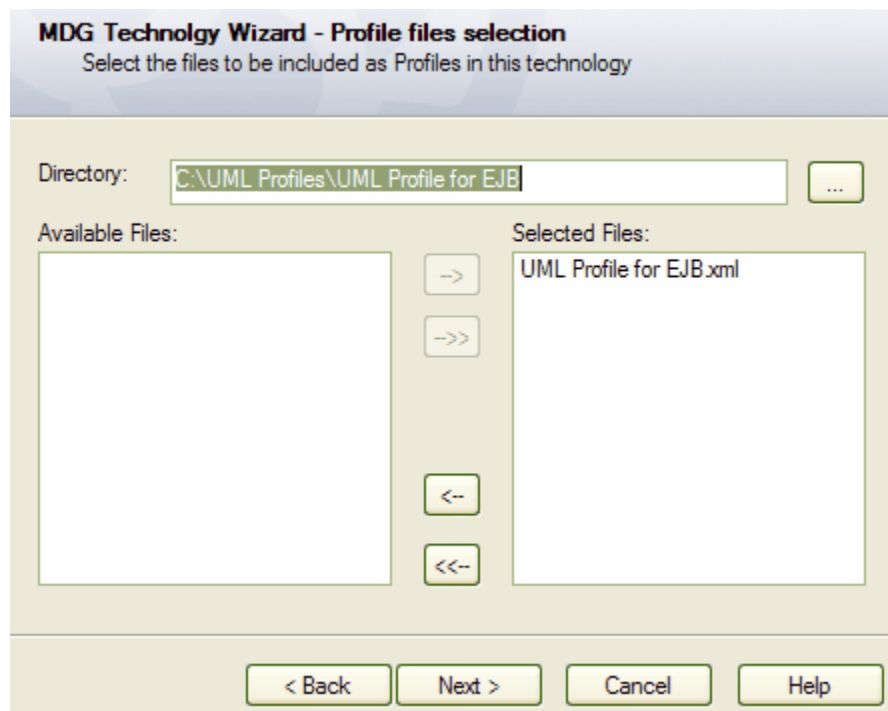 MDG Technolgy Wizard - Profile files selection
Select the files to be included as Profiles in this technology
Directory:
C:\UML Profiles\UML Profile for EJB
...
Available Files:
Selected Files:
-->
UML Profile for EJB.xml
-->>
<--
<<--
< Back
Next >
Cancel
Help